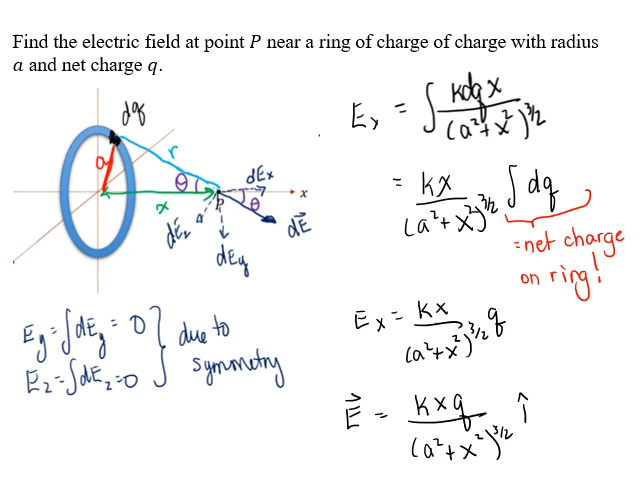 Find the electric field at point P near a ring of charge of charge with radius
a and net charge q.
dq
a
r
θ
x
P
dEx
θ
x
dE⃗
dEz
dEy
Ey = ∫dEy = 0
Ez = ∫dEz = 0
due to
symmetry
Ex = ∫ kdq x / (a² + x²)^3/2
= kx / (a² + x²)^3/2 ∫ dq
= net charge
on ring!
Ex = kx / (a² + x²)^3/2 q
E⃗ = kxq / (a² + x²)^3/2 î